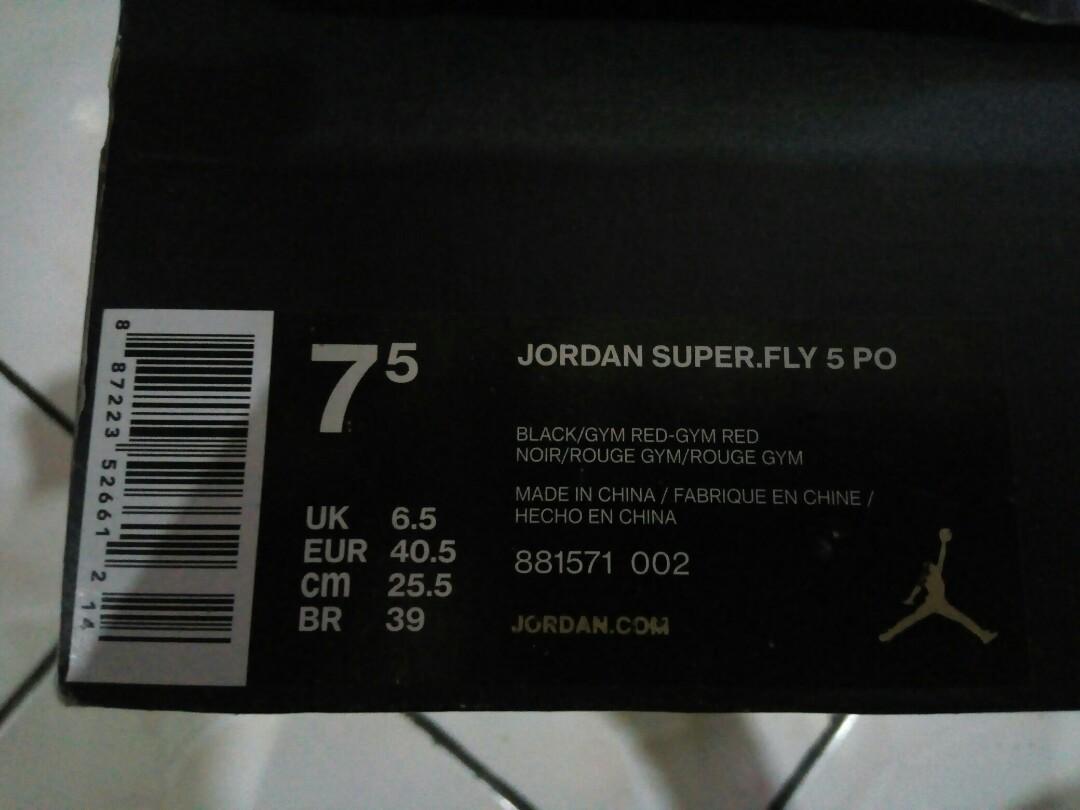 8 87223 52661 2 14
7 5
JORDAN SUPER.FLY 5 PO
BLACK/GYM RED-GYM RED
NOIR/ROUGE GYM/ROUGE GYM
MADE IN CHINA / FABRIQUE EN CHINE /
HECHO EN CHINA
881571 002
JORDAN.COM
UK 6.5
EUR 40.5
cm 25.5
BR 39